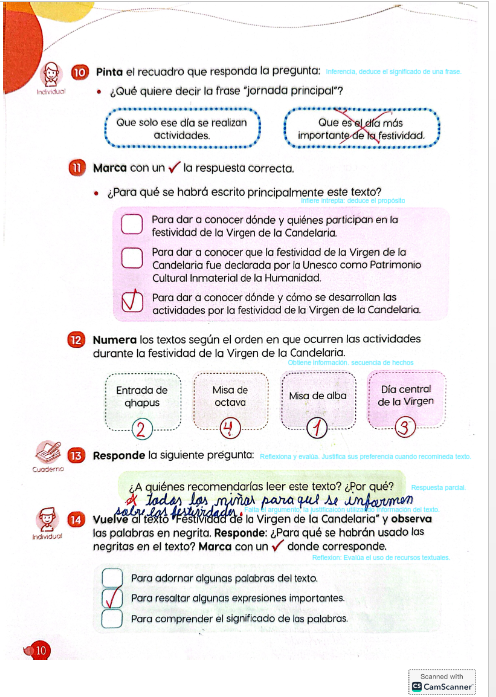 10 Pinta el recuadro que responda la pregunta: Inferencia, deduce el significado de una frase.
Individual
• ¿Qué quiere decir la frase "jornada principal"?
Que solo ese día se realizan
actividades.
Que es el día más
importante de la festividad.
11 Marca con un ✓ la respuesta correcta.
• ¿Para qué se habrá escrito principalmente este texto?
Para dar a conocer dónde y quiénes participan en la
festividad de la Virgen de la Candelaria.
Para dar a conocer que la festividad de la Virgen de la
Candelaria fue declarada por la Unesco como Patrimonio
Cultural Inmaterial de la Humanidad.
Para dar a conocer dónde y cómo se desarrollan las
actividades por la festividad de la Virgen de la Candelaria.
12 Numera los textos según el orden en que ocurren las actividades
durante la festividad de la Virgen de la Candelaria.
Obtiene información, secuencia de hechos
Entrada de
qhapus
2
Misa de
octava
4
Misa de alba
1
Día central
de la Virgen
3
13 Responde la siguiente pregunta: Reflexiona y evalúa. Justifica sus preferencia cuando recomienda texto.
Cuaderno
¿A quiénes recomendarías leer este texto? ¿Por qué? Respuesta parcial.
A todos los niños para que se informen
sobre las festividades.
14 Vuelve al texto "Festividad de la Virgen de la Candelaria" y observa
las palabras en negrita. Responde: ¿Para qué se habrán usado las
Individual
negritas en el texto? Marca con un ✓ donde corresponde.
Reflexión. Evalúa el uso de recursos textuales.
Para adornar algunas palabras del texto.
Para resaltar algunas expresiones importantes.
Para comprender el significado de las palabras.
10
Scanned with
CS CamScanner